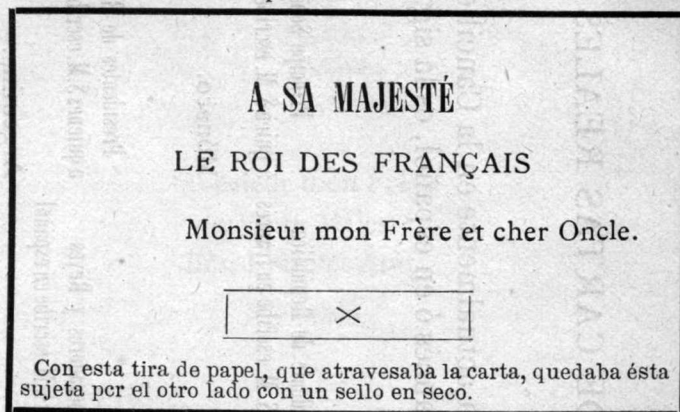 A SA MAJESTÉ
LE ROI DES FRANÇAIS
Monsieur mon Frère et cher Oncle.
Con esta tira de papel, que atravesaba la carta, quedaba ésta
sujeta pcr el otro lado con un sello en seco.